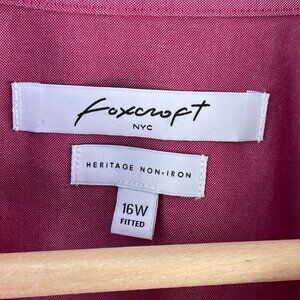 Foxcroft
NYC
HERITAGE NON-IRON
16W
FITTED